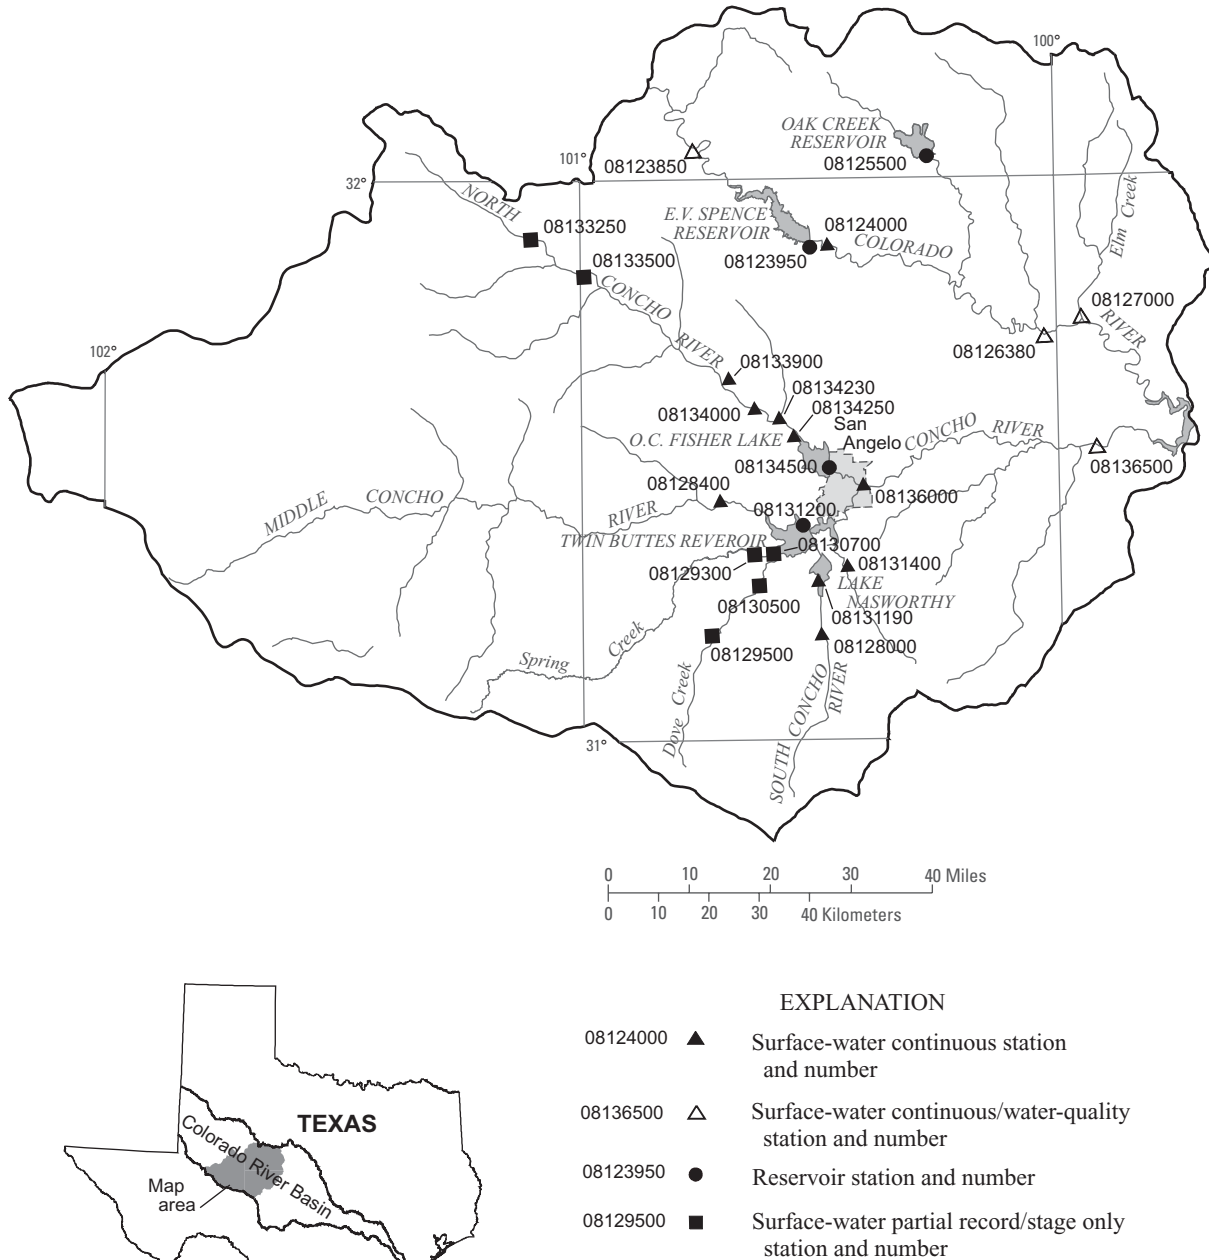 100°
OAK CREEK
RESERVOIR
08125500
101°
08123850
32°
NORTH
E.V. SPENCE
RESERVOIR
08124000
Elm Creek
08133250
COLORADO
08123950
08133500
CONCHO
RIVER
08127000
RIVER
08126380
102°
08133900
08134230
08134000
08134250
San
Angelo
O.C. FISHER LAKE
CONCHO
RIVER
08134500
08136500
08128400
08136000
MIDDLE
CONCHO
RIVER
08131200
TWIN BUTTES REVEROIR
08130700
08129300
08131400
LAKE
NASWORTHY
08130500
08131190
08129500
08128000
Creek
Spring
Dove Creek
SOUTH CONCHO
RIVER
31°
0 10 20 30 40 Miles
0 10 20 30 40 Kilometers
EXPLANATION
08124000 Surface-water continuous station
and number
08136500 Surface-water continuous/water-quality
station and number
08123950 Reservoir station and number
08129500 Surface-water partial record/stage only
station and number
TEXAS
Colorado River Basin
Map
area